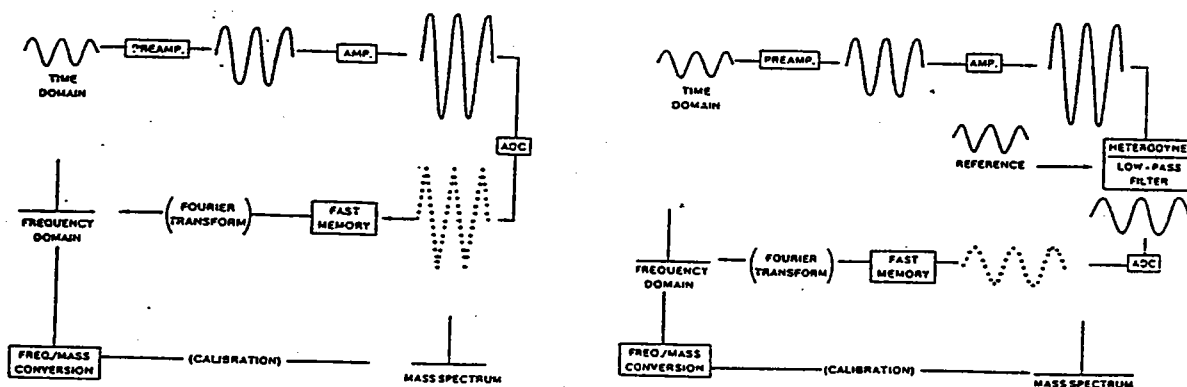 PREAMP.
AMP.
TIME
DOMAIN
ADC
FOURIER
TRANSFORM
FAST
MEMORY
FREQUENCY
DOMAIN
FREQ./MASS
CONVERSION
(CALIBRATION)
MASS SPECTRUM
PREAMP.
AMP.
TIME
DOMAIN
REFERENCE
HETERODYNE
LOW-PASS
FILTER
ADC
FOURIER
TRANSFORM
FAST
MEMORY
FREQUENCY
DOMAIN
FREQ./MASS
CONVERSION
(CALIBRATION)
MASS SPECTRUM